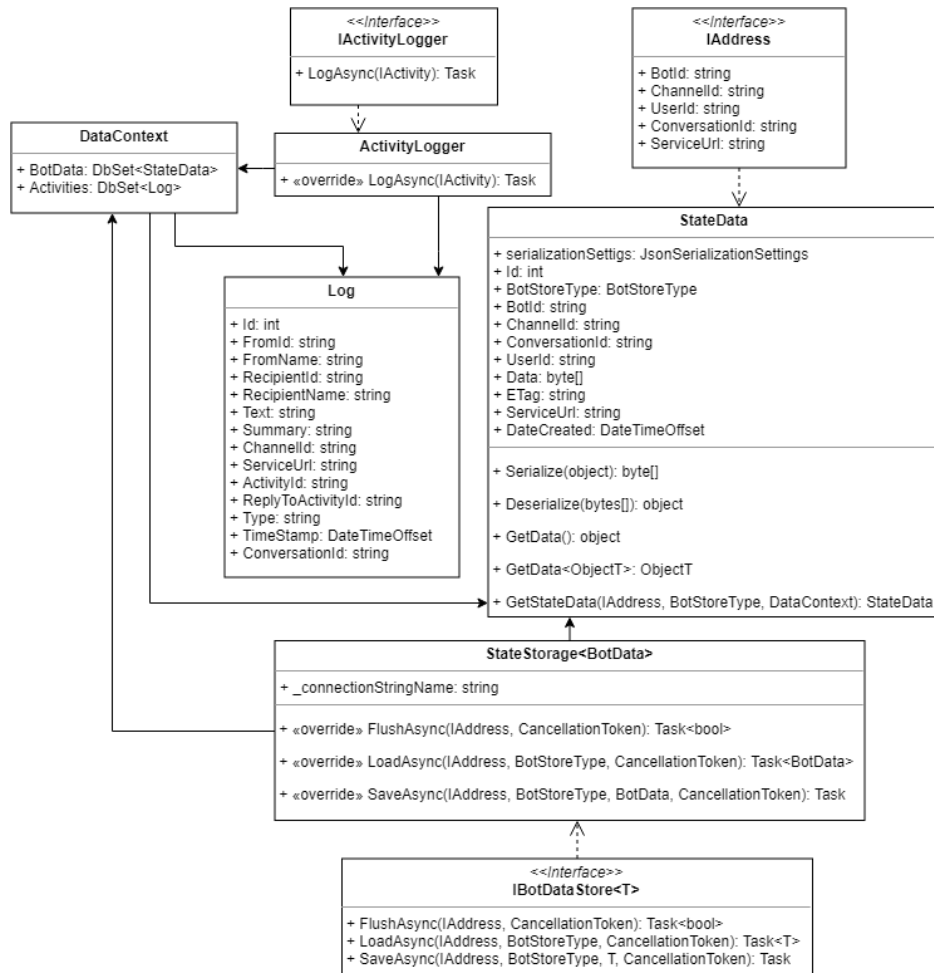 <<Interface>>
IActivityLogger
+ LogAsync(IActivity): Task
<<Interface>>
IAddress
+ BotId: string
+ ChannelId: string
+ UserId: string
+ ConversationId: string
+ ServiceUrl: string
DataContext
+ BotData: DbSet<StateData>
+ Activities: DbSet<Log>
ActivityLogger
+ «override» LogAsync(IActivity): Task
StateData
+ serializationSettigs: JsonSerializationSettings
+ Id: int
+ BotStoreType: BotStoreType
+ BotId: string
+ ChannelId: string
+ ConversationId: string
+ UserId: string
+ Data: byte[]
+ ETag: string
+ ServiceUrl: string
+ DateCreated: DateTimeOffset
+ Serialize(object): byte[]
+ Deserialize(bytes[]): object
+ GetData(): object
+ GetData<ObjectT>: ObjectT
+ GetStateData(IAddress, BotStoreType, DataContext): StateData
Log
+ Id: int
+ FromId: string
+ FromName: string
+ RecipientId: string
+ RecipientName: string
+ Text: string
+ Summary: string
+ ChannelId: string
+ ServiceUrl: string
+ ActivityId: string
+ ReplyToActivityId: string
+ Type: string
+ TimeStamp: DateTimeOffset
+ ConversationId: string
StateStorage<BotData>
+ _connectionStringName: string
+ «override» FlushAsync(IAddress, CancellationToken): Task<bool>
+ «override» LoadAsync(IAddress, BotStoreType, CancellationToken): Task<BotData>
+ «override» SaveAsync(IAddress, BotStoreType, BotData, CancellationToken): Task
<<Interface>>
IBotDataStore<T>
+ FlushAsync(IAddress, CancellationToken): Task<bool>
+ LoadAsync(IAddress, BotStoreType, CancellationToken): Task<T>
+ SaveAsync(IAddress, BotStoreType, T, CancellationToken): Task